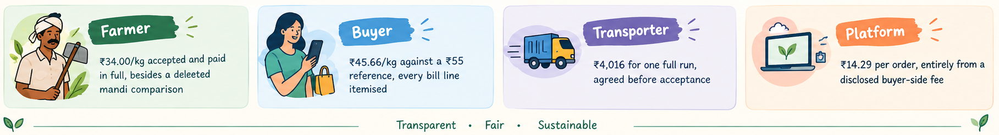 Farmer
₹34.00/kg accepted and paid
in full, besides a deleeted
mandi comparison
Buyer
₹45.66/kg against a ₹55
reference, every bill line
itemised
Transporter
₹4,016 for one full run,
agreed before acceptance
Platform
₹14.29 per order, entirely from a
disclosed buyer-side fee
Transparent • Fair • Sustainable